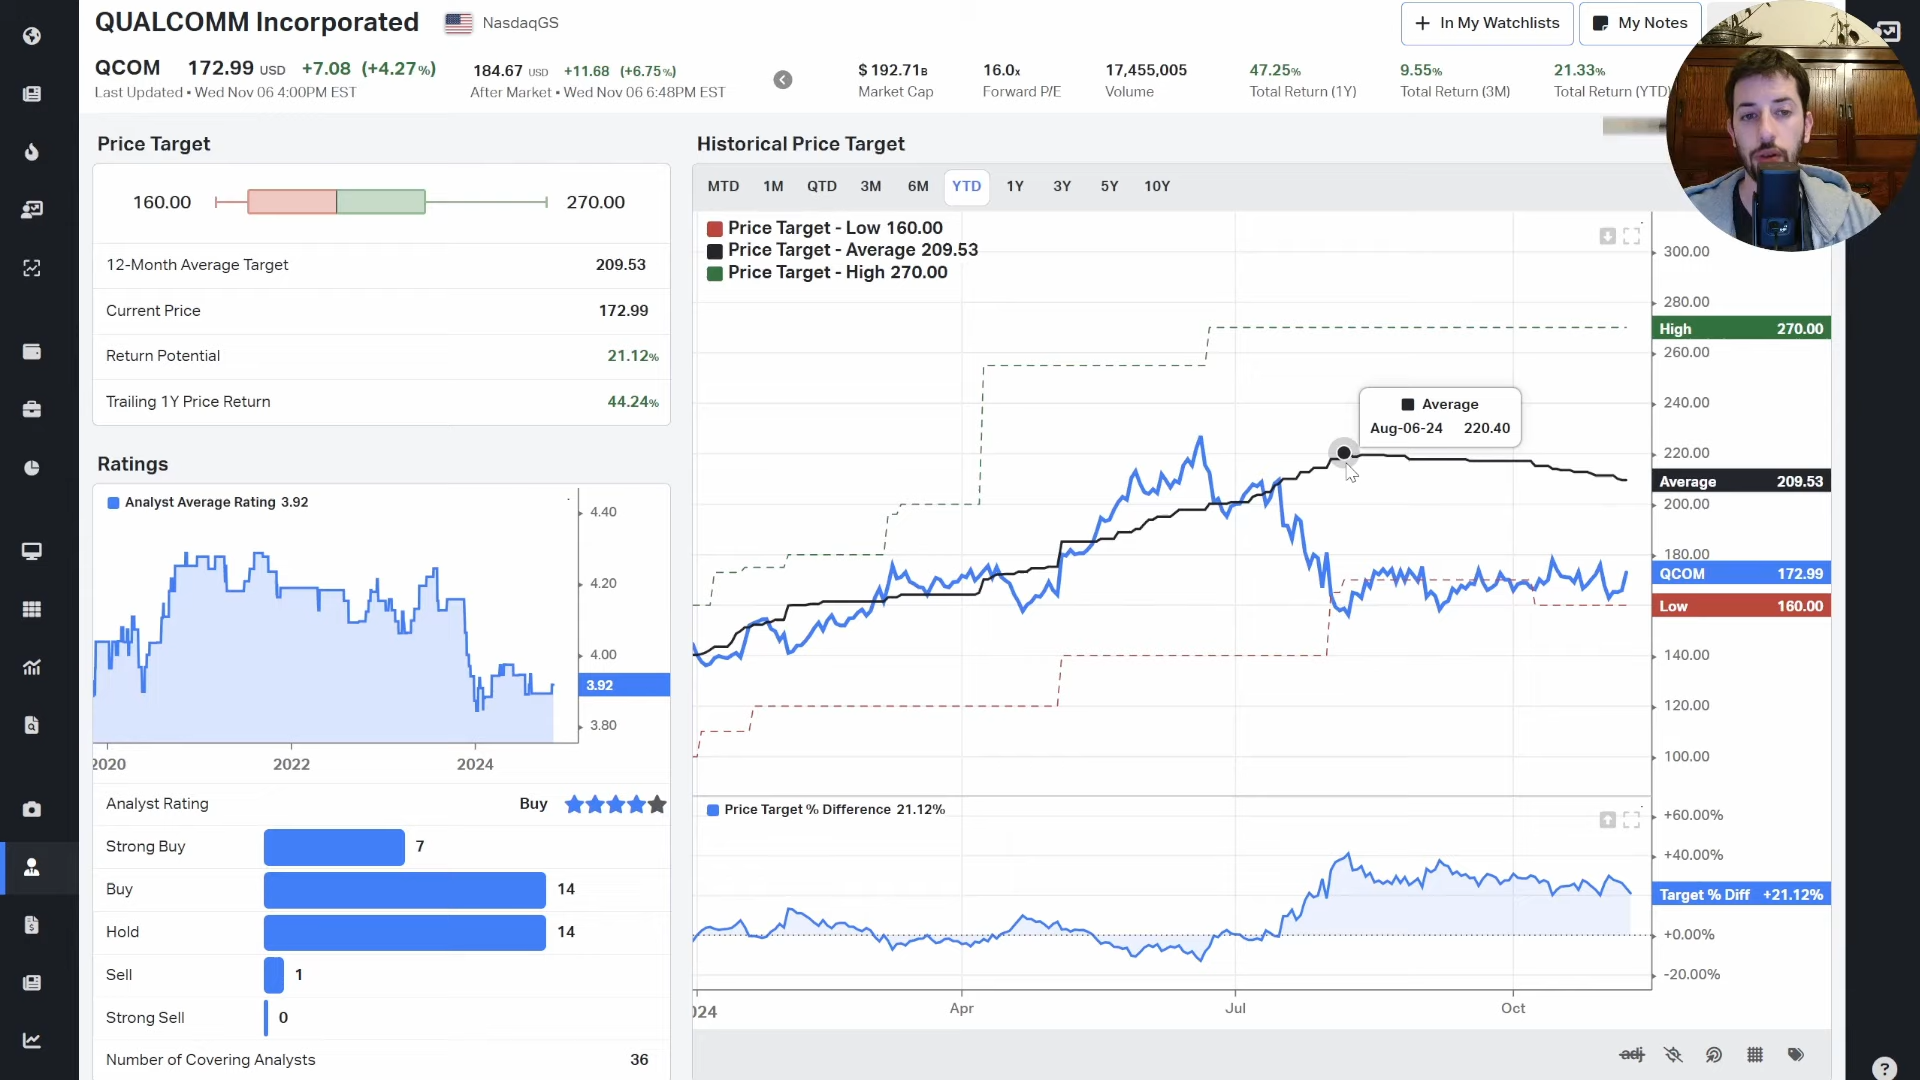 QUALCOMM Incorporated
NasdaqGS
In My Watchlists
My Notes
QCOM 172.99 USD +7.08 (+4.27%)
Last Updated • Wed Nov 06 4:00PM EST
184.67 USD +11.68 (+6.75%)
After Market • Wed Nov 06 6:48PM EST
$ 192.71B
Market Cap
16.0x
Forward P/E
17,455,005
Volume
47.25%
Total Return (1Y)
9.55%
Total Return (3M)
21.33%
Total Return (YTD)
Price Target
160.00
270.00
12-Month Average Target 209.53
Current Price 172.99
Return Potential 21.12%
Trailing 1Y Price Return 44.24%
Ratings
Analyst Average Rating 3.92
4.40
4.20
4.00
3.92
3.80
2020 2022 2024
Analyst Rating Buy
Strong Buy 7
Buy 14
Hold 14
Sell 1
Strong Sell 0
Number of Covering Analysts 36
Historical Price Target
MTD 1M QTD 3M 6M YTD 1Y 3Y 5Y 10Y
Price Target - Low 160.00
Price Target - Average 209.53
Price Target - High 270.00
300.00
280.00
High 270.00
260.00
240.00
Average
Aug-06-24 220.40
220.00
Average 209.53
200.00
180.00
QCOM 172.99
Low 160.00
140.00
120.00
100.00
Price Target % Difference 21.12%
+60.00%
+40.00%
Target % Diff +21.12%
+0.00%
-20.00%
024 Apr Jul Oct
adj
?